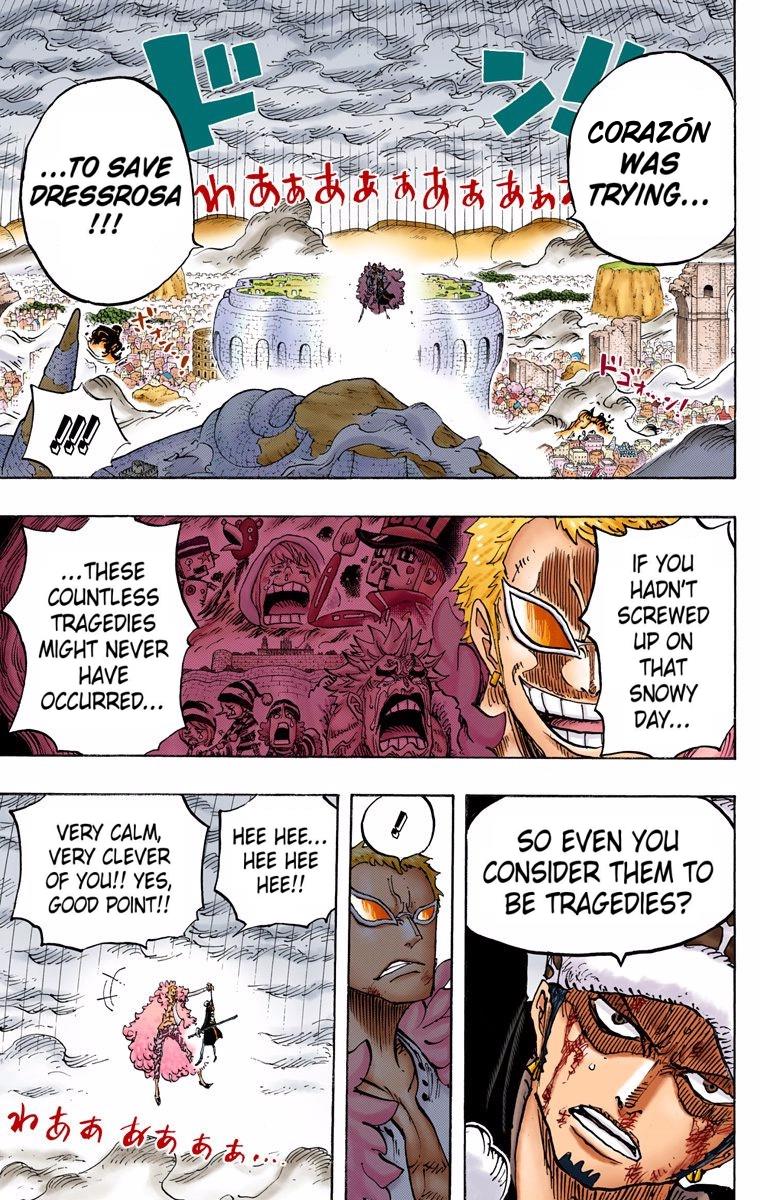 CORAZÓN
WAS
TRYING...
ドン!!
...TO SAVE
DRESSROSA
!!!
わあぁぁあぁぁぁぁぁ
ドゴォ…ン!
!!!
IF YOU
HADN'T
SCREWED
UP ON
THAT
SNOWY
DAY...
...THESE
COUNTLESS
TRAGEDIES
MIGHT NEVER
HAVE
OCCURRED...
SO EVEN YOU
CONSIDER THEM TO
BE TRAGEDIES?
!!
HEE HEE...
HEE HEE
HEE!!
VERY CALM,
VERY CLEVER
OF YOU!! YES,
GOOD POINT!!
わあぁぁ ぁぁぁぁぁ...